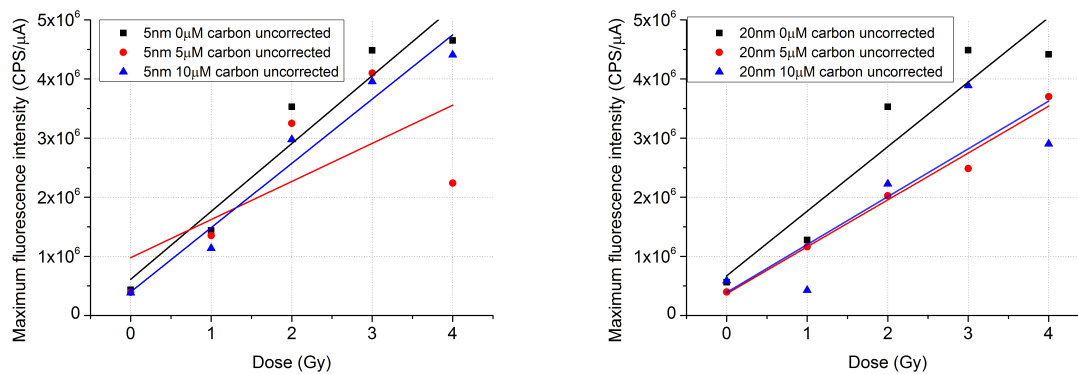 5x10⁶
4x10⁶
3x10⁶
2x10⁶
1x10⁶
0
Maximum fluorescence intensity (CPS/μA)
5nm 0μM carbon uncorrected
5nm 5μM carbon uncorrected
5nm 10μM carbon uncorrected
0 1 2 3 4
Dose (Gy)
5x10⁶
4x10⁶
3x10⁶
2x10⁶
1x10⁶
0
Maximum fluorescence intensity (CPS/μA)
20nm 0μM carbon uncorrected
20nm 5μM carbon uncorrected
20nm 10μM carbon uncorrected
0 1 2 3 4
Dose (Gy)